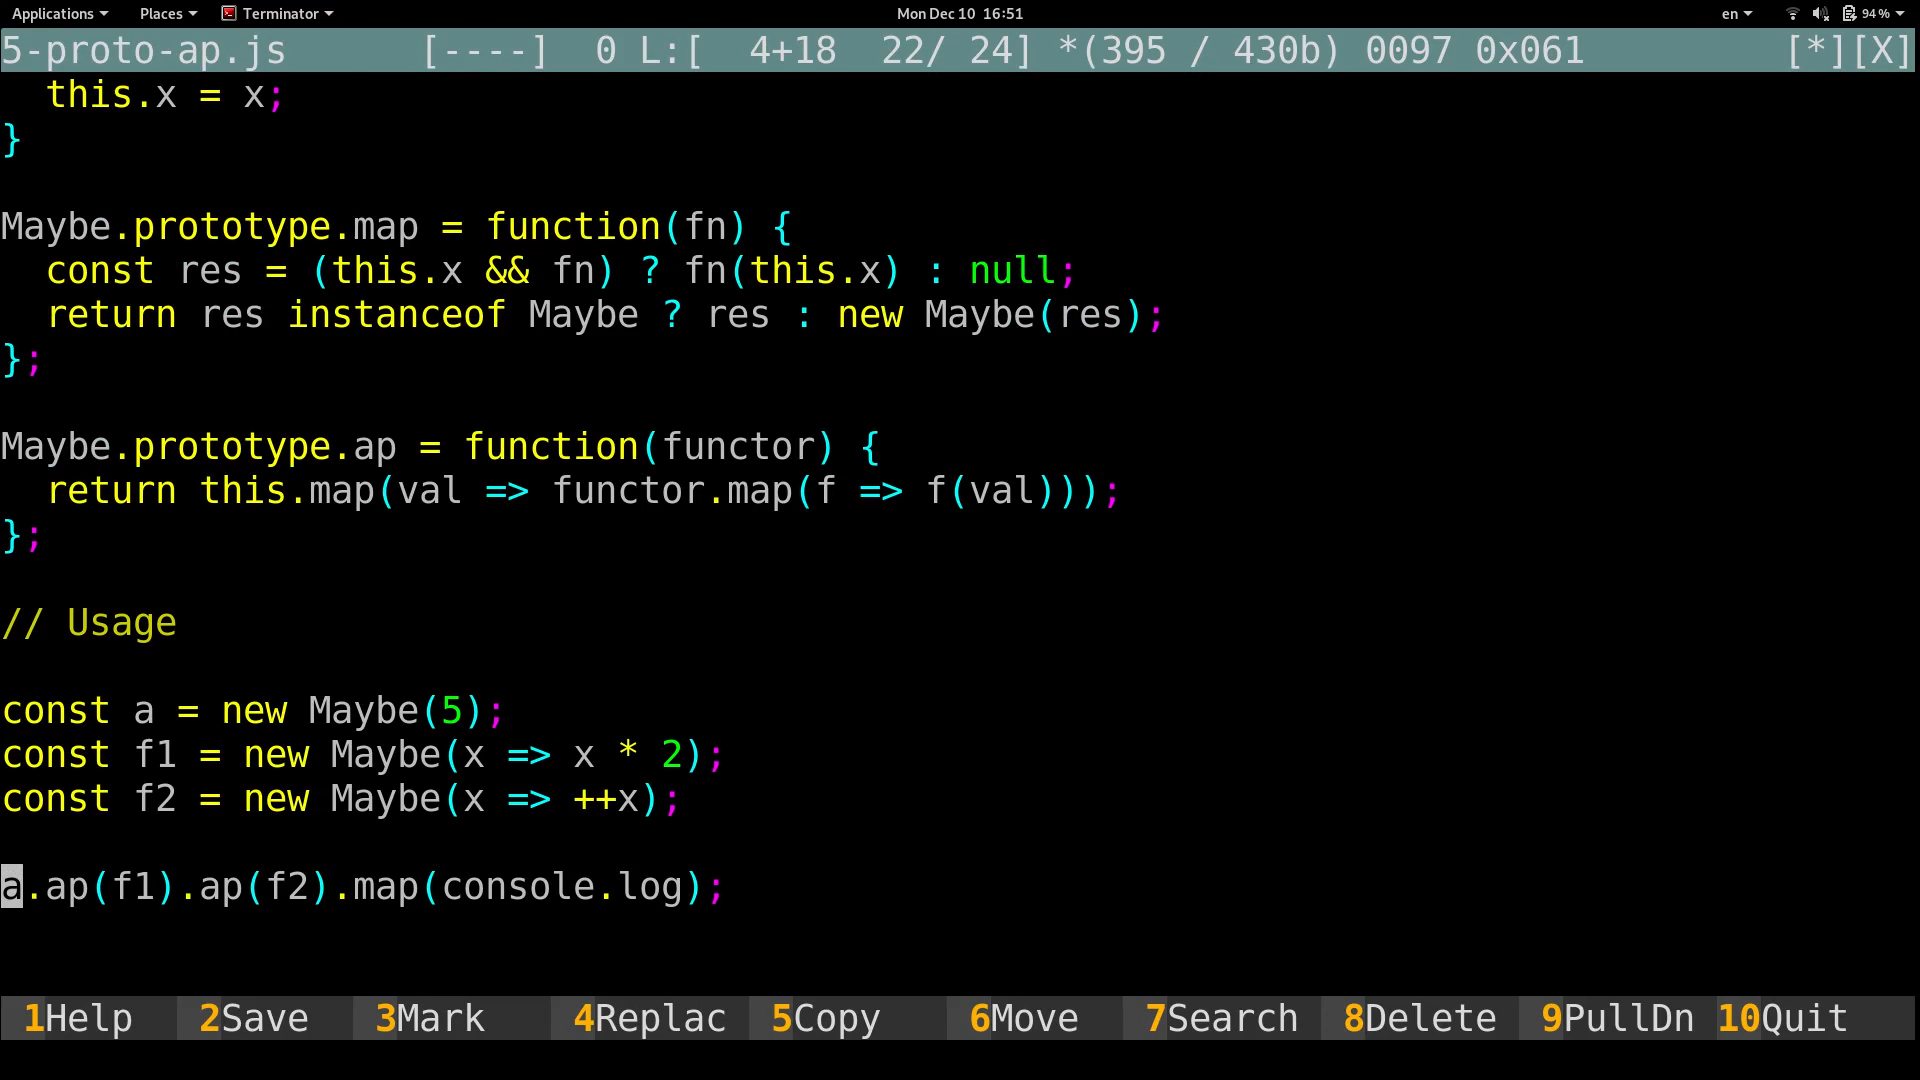 Applications Places Terminator Mon Dec 10 16:51 en 94%
5-proto-ap.js [----] 0 L:[ 4+18 22/ 24] *(395 / 430b) 0097 0x061 [*][X]
this.x = x;
}
Maybe.prototype.map = function(fn) {
const res = (this.x && fn) ? fn(this.x) : null;
return res instanceof Maybe ? res : new Maybe(res);
};
Maybe.prototype.ap = function(functor) {
return this.map(val => functor.map(f => f(val)));
};
// Usage
const a = new Maybe(5);
const f1 = new Maybe(x => x * 2);
const f2 = new Maybe(x => ++x);
a.ap(f1).ap(f2).map(console.log);
1Help 2Save 3Mark 4Replac 5Copy 6Move 7Search 8Delete 9PullDn 10Quit